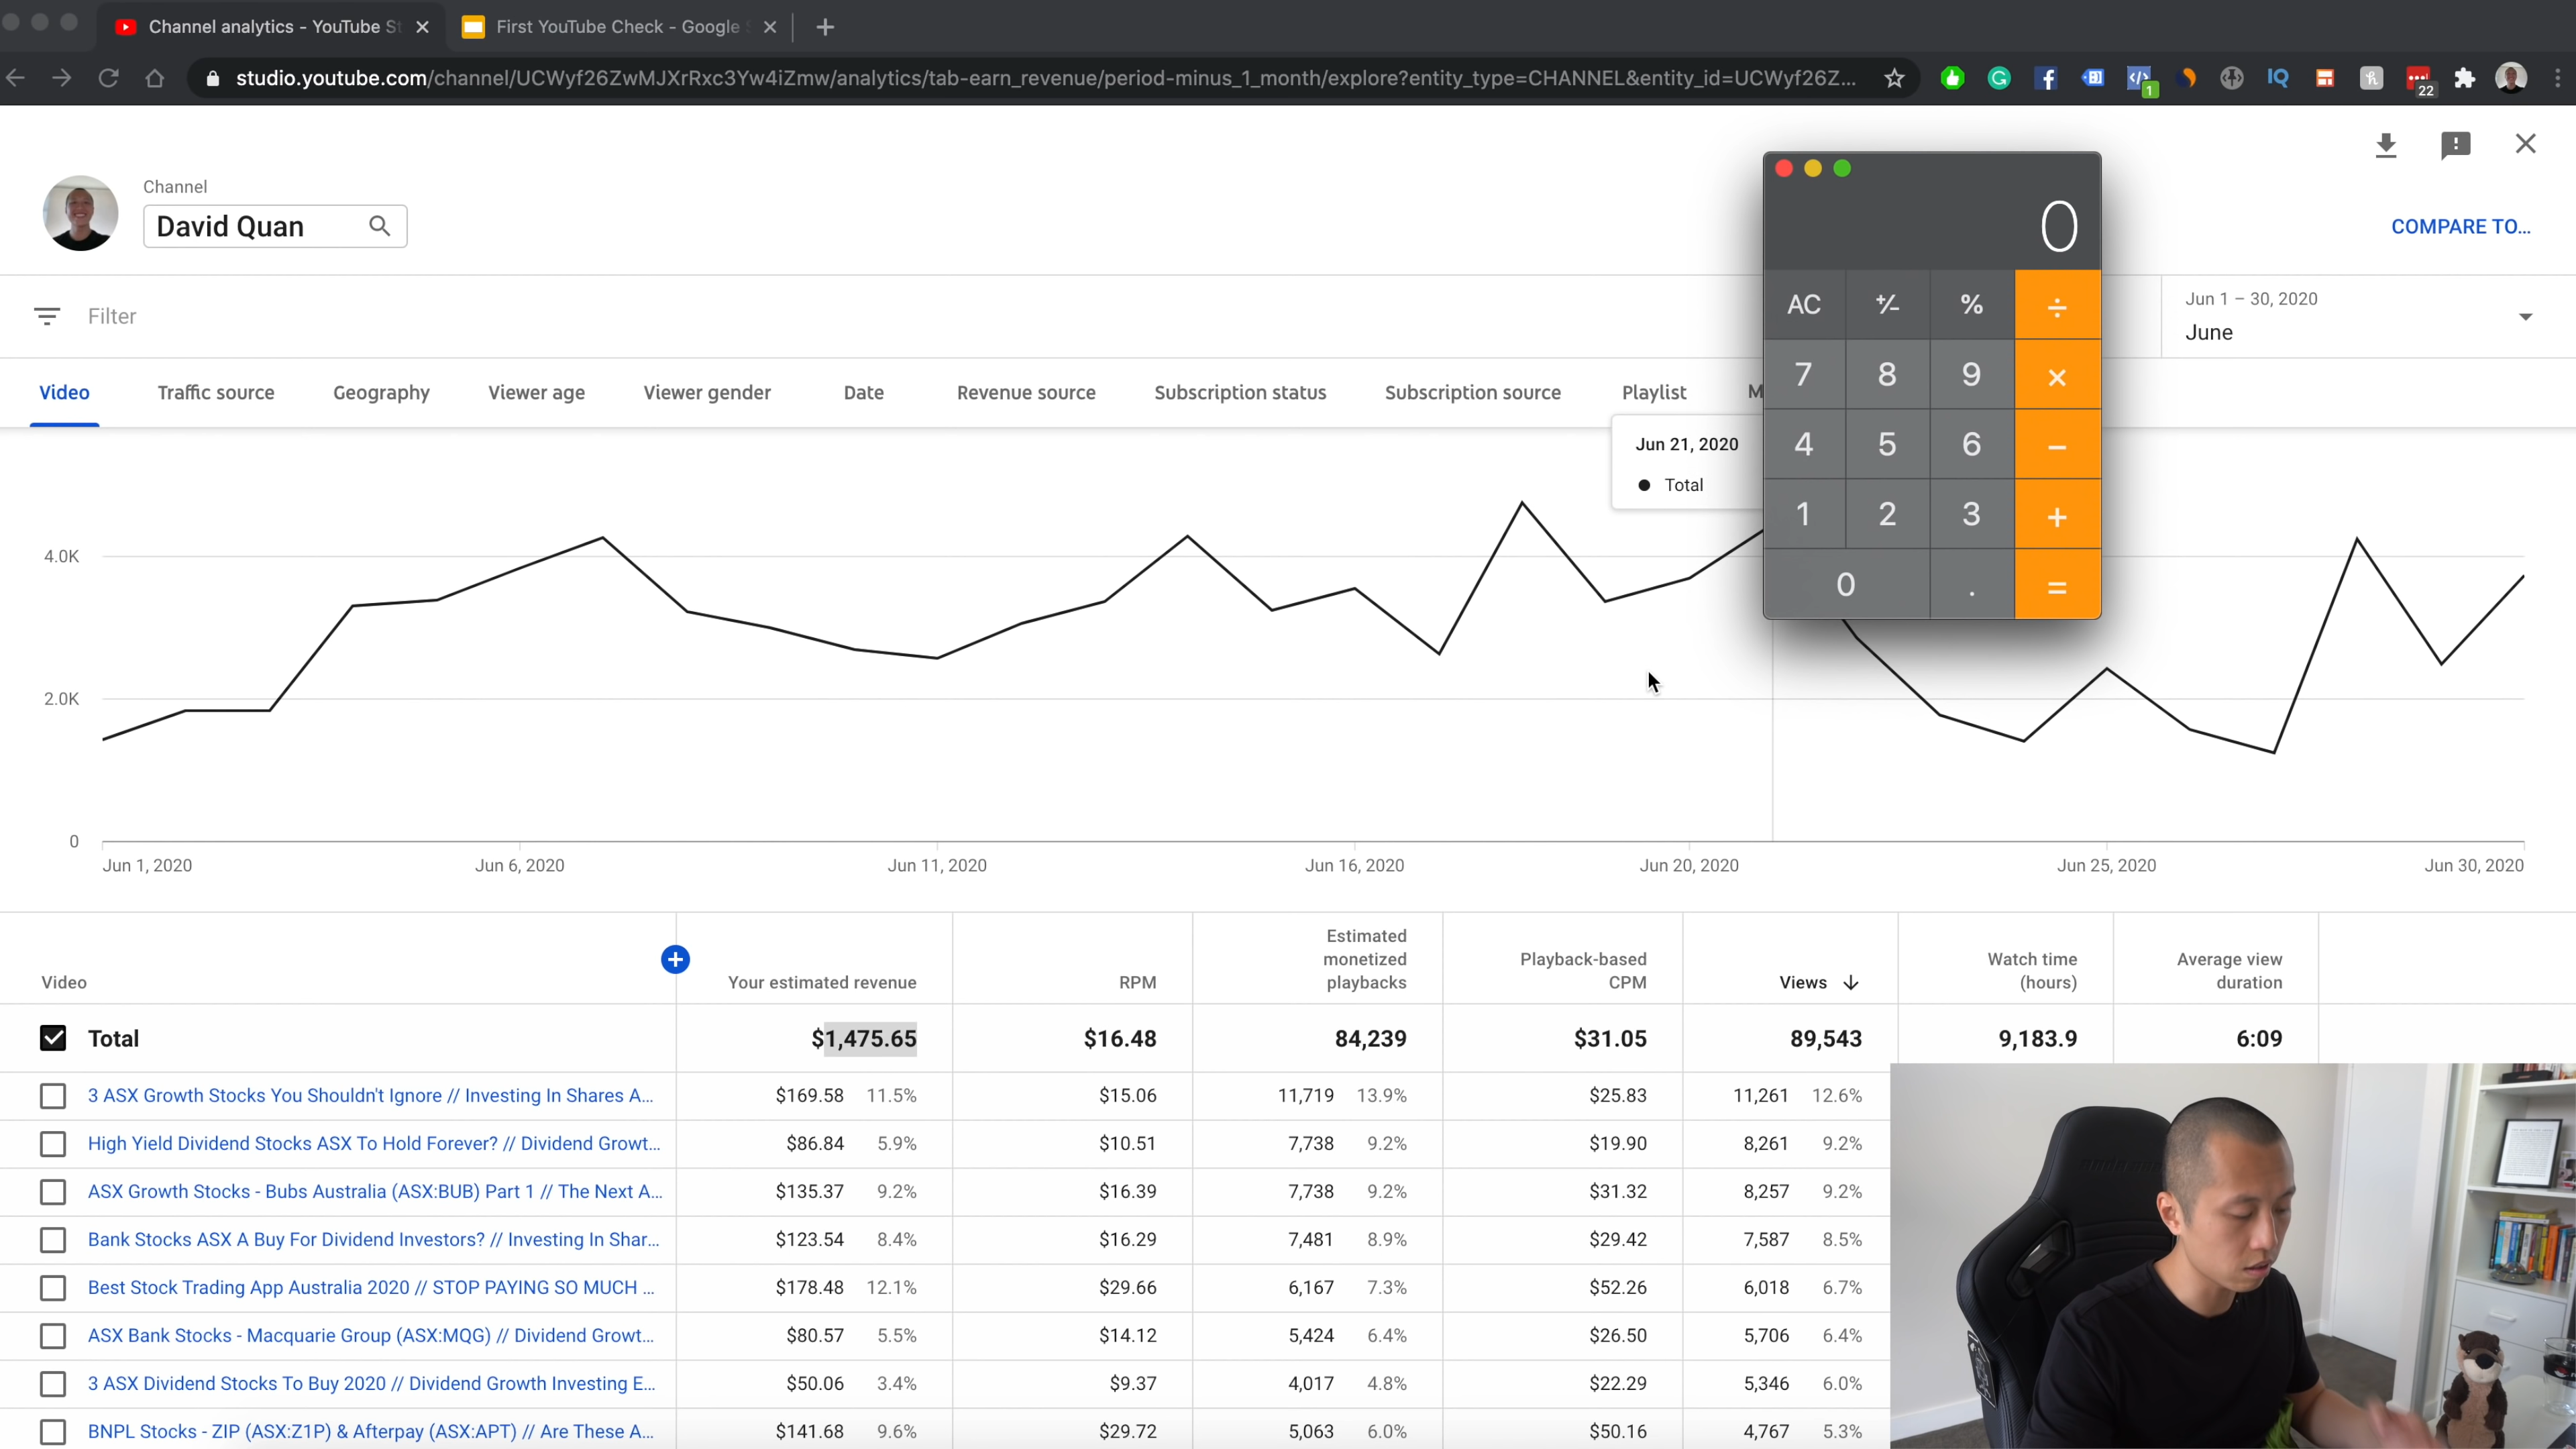 Channel analytics - YouTube St
First YouTube Check - Google S
studio.youtube.com/channel/UCWyf26ZwMJXrRxc3Yw4iZmw/analytics/tab-earn_revenue/period-minus_1_month/explore?entity_type=CHANNEL&entity_id=UCWyf26Z...
1
IQ
22
Channel
David Quan
COMPARE TO...
Filter
Jun 1 – 30, 2020
June
0
AC +⁄- % ÷
7 8 9 ×
4 5 6 −
1 2 3 +
0 . =
Video Traffic source Geography Viewer age Viewer gender Date Revenue source Subscription status Subscription source Playlist M
Jun 21, 2020
Total
4.0K
2.0K
0
Jun 1, 2020 Jun 6, 2020 Jun 11, 2020 Jun 16, 2020 Jun 20, 2020 Jun 25, 2020 Jun 30, 2020
Video Your estimated revenue RPM Estimated monetized playbacks Playback-based CPM Views Watch time (hours) Average view duration
Total $1,475.65 $16.48 84,239 $31.05 89,543 9,183.9 6:09
3 ASX Growth Stocks You Shouldn't Ignore // Investing In Shares A... $169.58 11.5% $15.06 11,719 13.9% $25.83 11,261 12.6%
High Yield Dividend Stocks ASX To Hold Forever? // Dividend Growt... $86.84 5.9% $10.51 7,738 9.2% $19.90 8,261 9.2%
ASX Growth Stocks - Bubs Australia (ASX:BUB) Part 1 // The Next A... $135.37 9.2% $16.39 7,738 9.2% $31.32 8,257 9.2%
Bank Stocks ASX A Buy For Dividend Investors? // Investing In Shar... $123.54 8.4% $16.29 7,481 8.9% $29.42 7,587 8.5%
Best Stock Trading App Australia 2020 // STOP PAYING SO MUCH ... $178.48 12.1% $29.66 6,167 7.3% $52.26 6,018 6.7%
ASX Bank Stocks - Macquarie Group (ASX:MQG) // Dividend Growt... $80.57 5.5% $14.12 5,424 6.4% $26.50 5,706 6.4%
3 ASX Dividend Stocks To Buy 2020 // Dividend Growth Investing E... $50.06 3.4% $9.37 4,017 4.8% $22.29 5,346 6.0%
BNPL Stocks - ZIP (ASX:Z1P) & Afterpay (ASX:APT) // Are These A... $141.68 9.6% $29.72 5,063 6.0% $50.16 4,767 5.3%